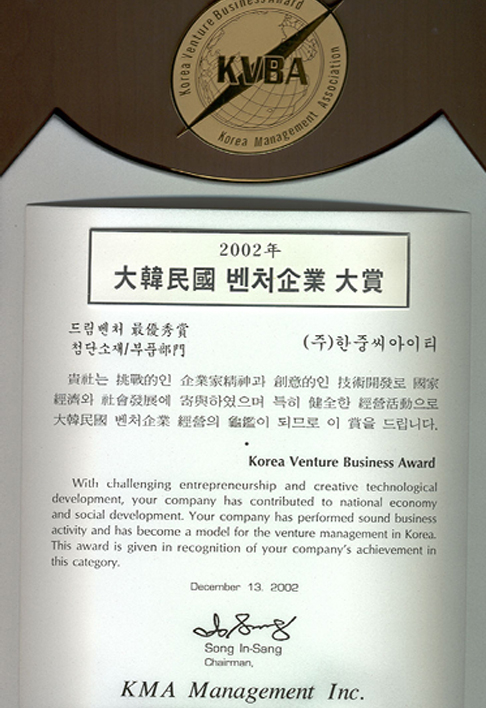 Korea Venture Business Award
KVBA
Korea Management Association
2002年
大韓民國 벤처企業 大賞
드림벤처 最優秀賞
첨단소재/부품部門
(주)한중씨아이티
貴社는 挑戰的인 企業家精神과 創意的인 技術開發로 國家
經濟와 社會發展에 寄與하였으며 특히 健全한 經營活動으로
大韓民國 벤처企業 經營의 龜鑑이 되므로 이 賞을 드립니다.
Korea Venture Business Award
With challenging entrepreneurship and creative technological
development, your company has contributed to national economy
and social development. Your company has performed sound business
activity and has become a model for the venture management in Korea.
This award is given in recognition of your company's achievement in
this category.
December 13. 2002
Song In-Sang
Chairman,
KMA Management Inc.